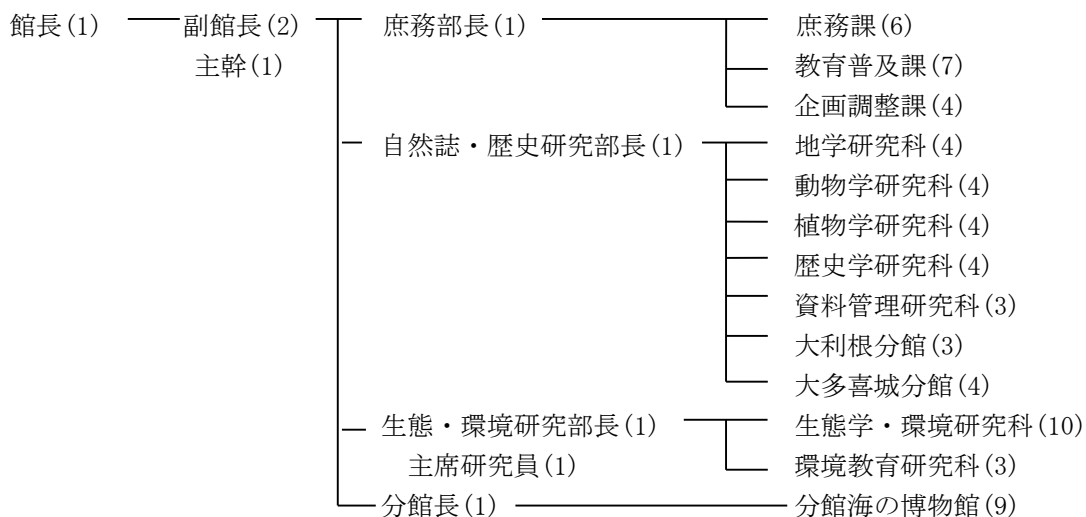 館長(1) 副館長(2) 庶務部長(1) 庶務課(6)
主幹(1) 教育普及課(7)
企画調整課(4)
自然誌・歴史研究部長(1) 地学研究科(4)
動物学研究科(4)
植物学研究科(4)
歴史学研究科(4)
資料管理研究科(3)
大利根分館(3)
大多喜城分館(4)
生態・環境研究部長(1) 生態学・環境研究科(10)
主席研究員(1) 環境教育研究科(3)
分館長(1) 分館海の博物館(9)